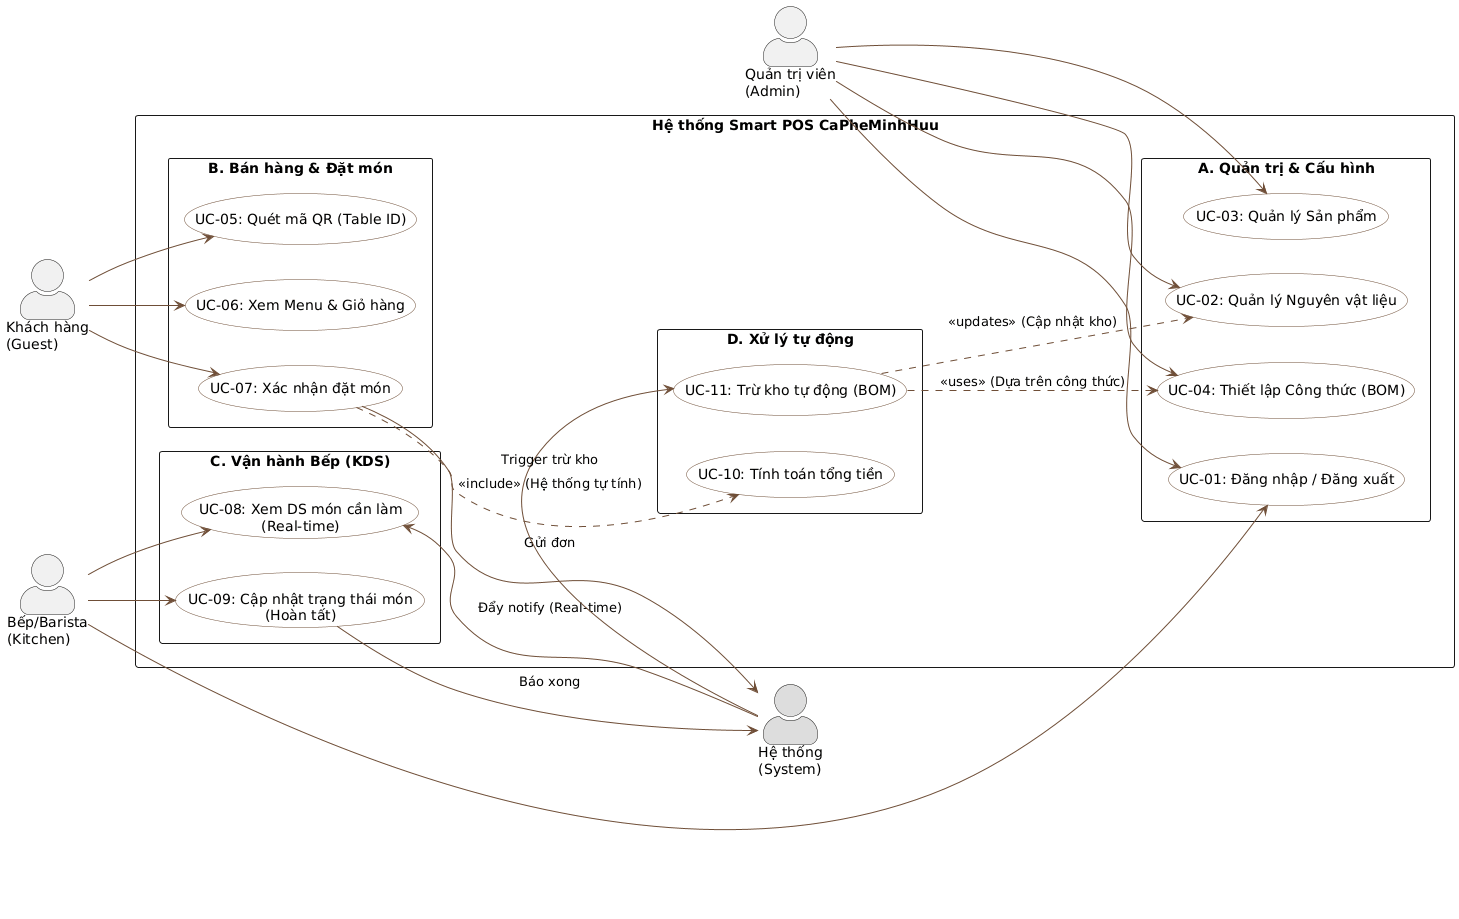 Quản trị viên
(Admin)
Hệ thống Smart POS CaPheMinhHuu
B. Bán hàng & Đặt món
UC-05: Quét mã QR (Table ID)
UC-06: Xem Menu & Giỏ hàng
UC-07: Xác nhận đặt món
Khách hàng
(Guest)
A. Quản trị & Cấu hình
UC-03: Quản lý Sản phẩm
UC-02: Quản lý Nguyên vật liệu
UC-04: Thiết lập Công thức (BOM)
UC-01: Đăng nhập / Đăng xuất
«updates» (Cập nhật kho)
«uses» (Dựa trên công thức)
D. Xử lý tự động
UC-11: Trừ kho tự động (BOM)
UC-10: Tính toán tổng tiền
Trigger trừ kho
«include» (Hệ thống tự tính)
Gửi đơn
Đẩy notify (Real-time)
Báo xong
C. Vận hành Bếp (KDS)
UC-08: Xem DS món cần làm
(Real-time)
UC-09: Cập nhật trạng thái món
(Hoàn tất)
Bếp/Barista
(Kitchen)
Hệ thống
(System)